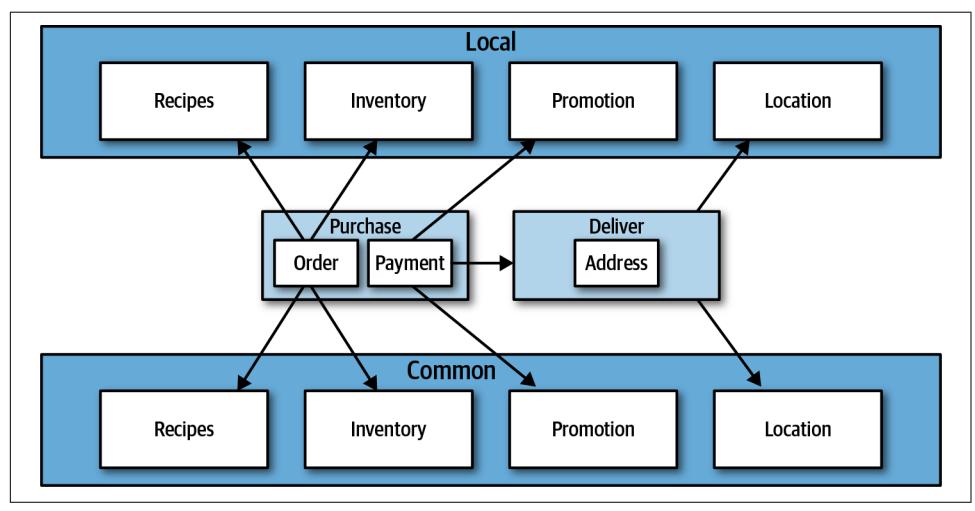 Local
Recipes
Inventory
Promotion
Location
Purchase
Order
Payment
Deliver
Address
Common
Recipes
Inventory
Promotion
Location